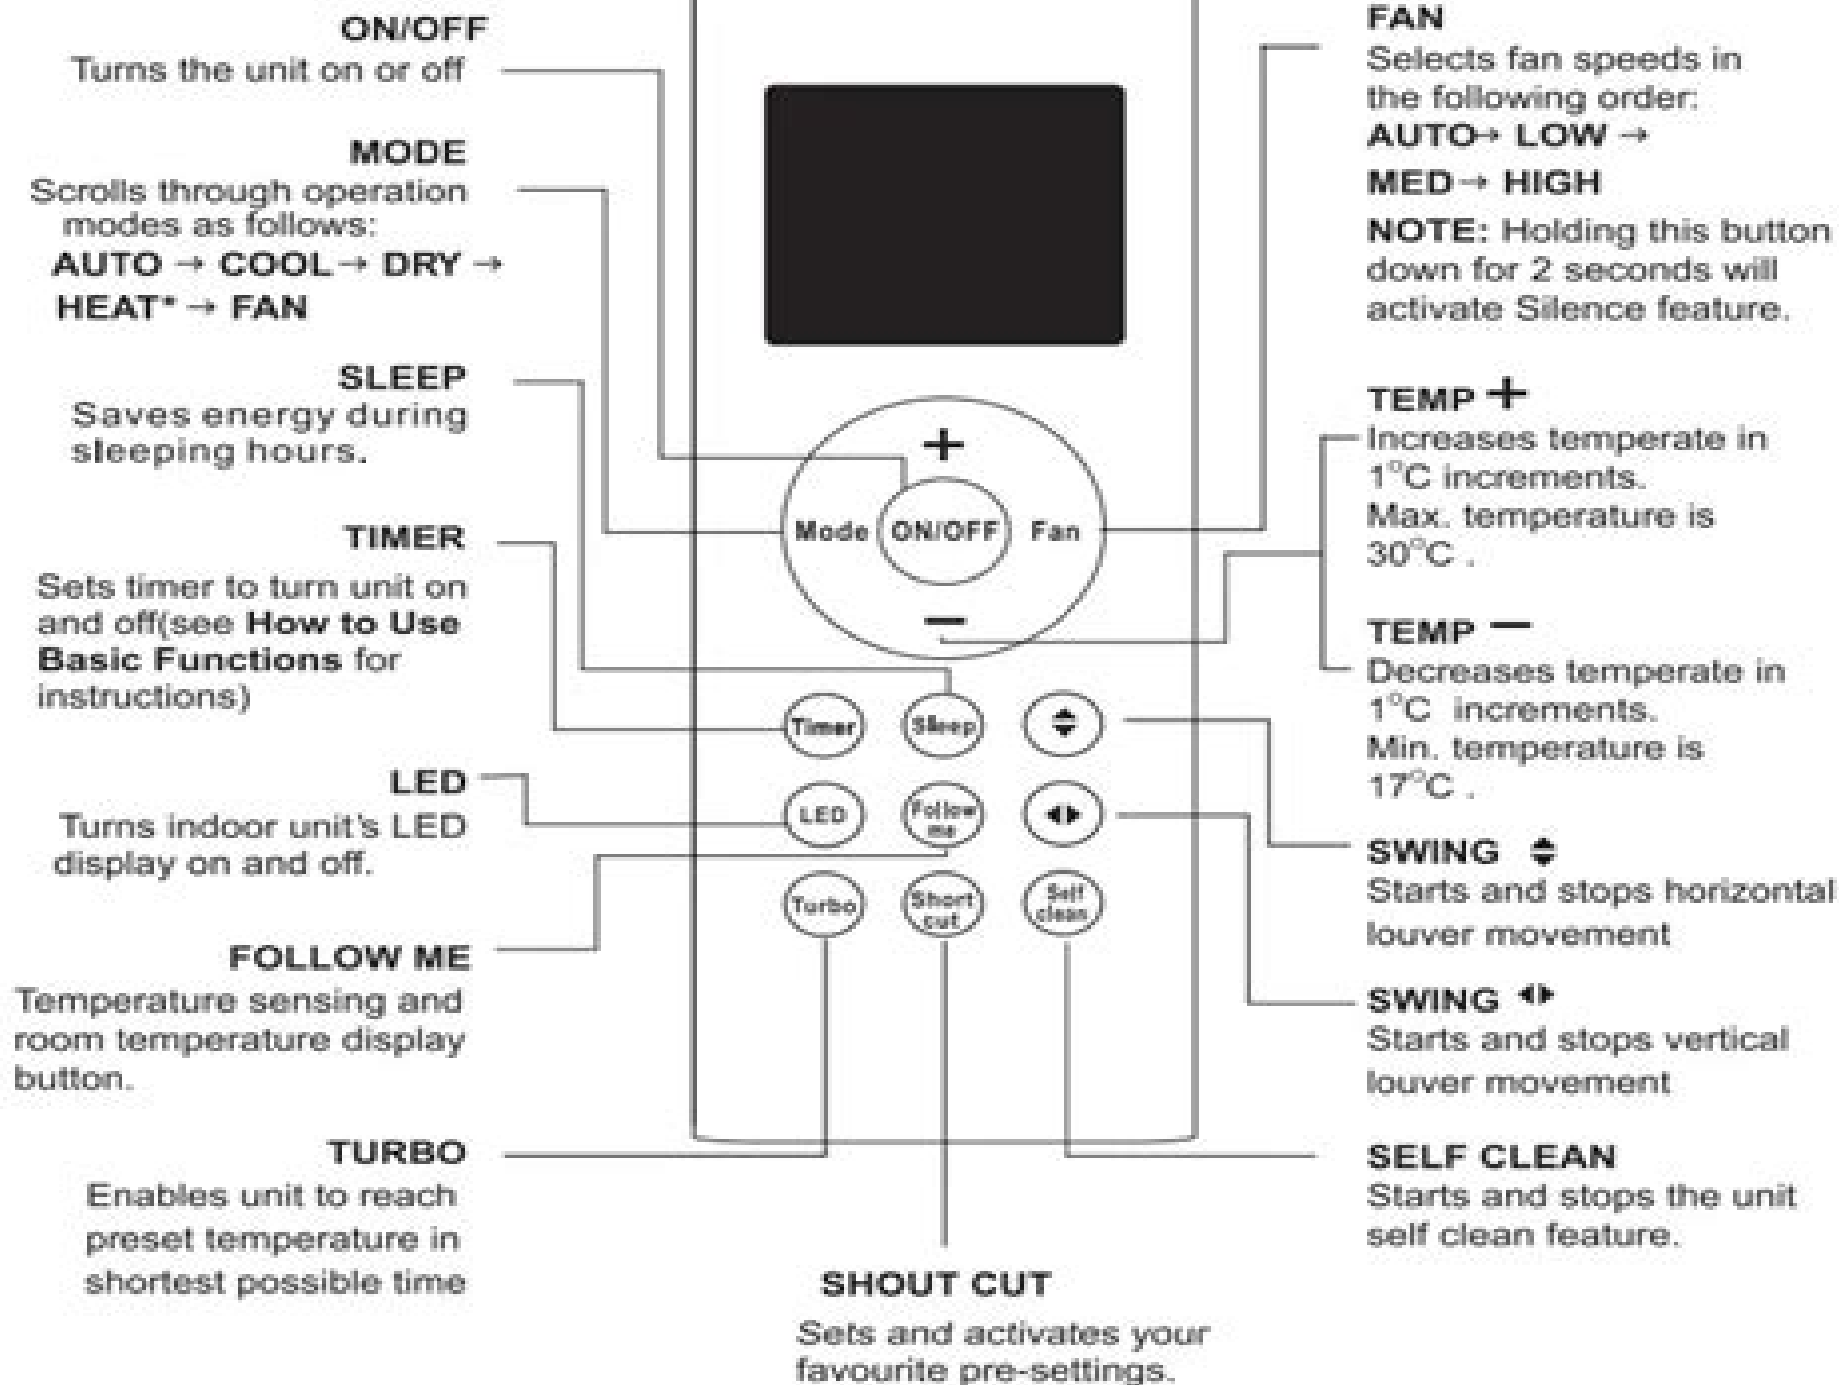 ON/OFF
Turns the unit on or off
MODE
Scrolls through operation
modes as follows:
AUTO → COOL → DRY →
HEAT* → FAN
SLEEP
Saves energy during
sleeping hours.
TIMER
Sets timer to turn unit on
and off(see How to Use
Basic Functions for
instructions)
LED
Turns indoor unit's LED
display on and off.
FOLLOW ME
Temperature sensing and
room temperature display
button.
TURBO
Enables unit to reach
preset temperature in
shortest possible time
+
Mode ON/OFF Fan
−
Timer Sleep
LED Follow
me
Turbo Short
cut Self
clean
SHOUT CUT
Sets and activates your
favourite pre-settings.
FAN
Selects fan speeds in
the following order:
AUTO→ LOW →
MED→ HIGH
NOTE: Holding this button
down for 2 seconds will
activate Silence feature.
TEMP +
Increases temperate in
1°C increments.
Max. temperature is
30°C .
TEMP −
Decreases temperate in
1°C increments.
Min. temperature is
17°C .
SWING
Starts and stops horizontal
louver movement
SWING
Starts and stops vertical
louver movement
SELF CLEAN
Starts and stops the unit
self clean feature.